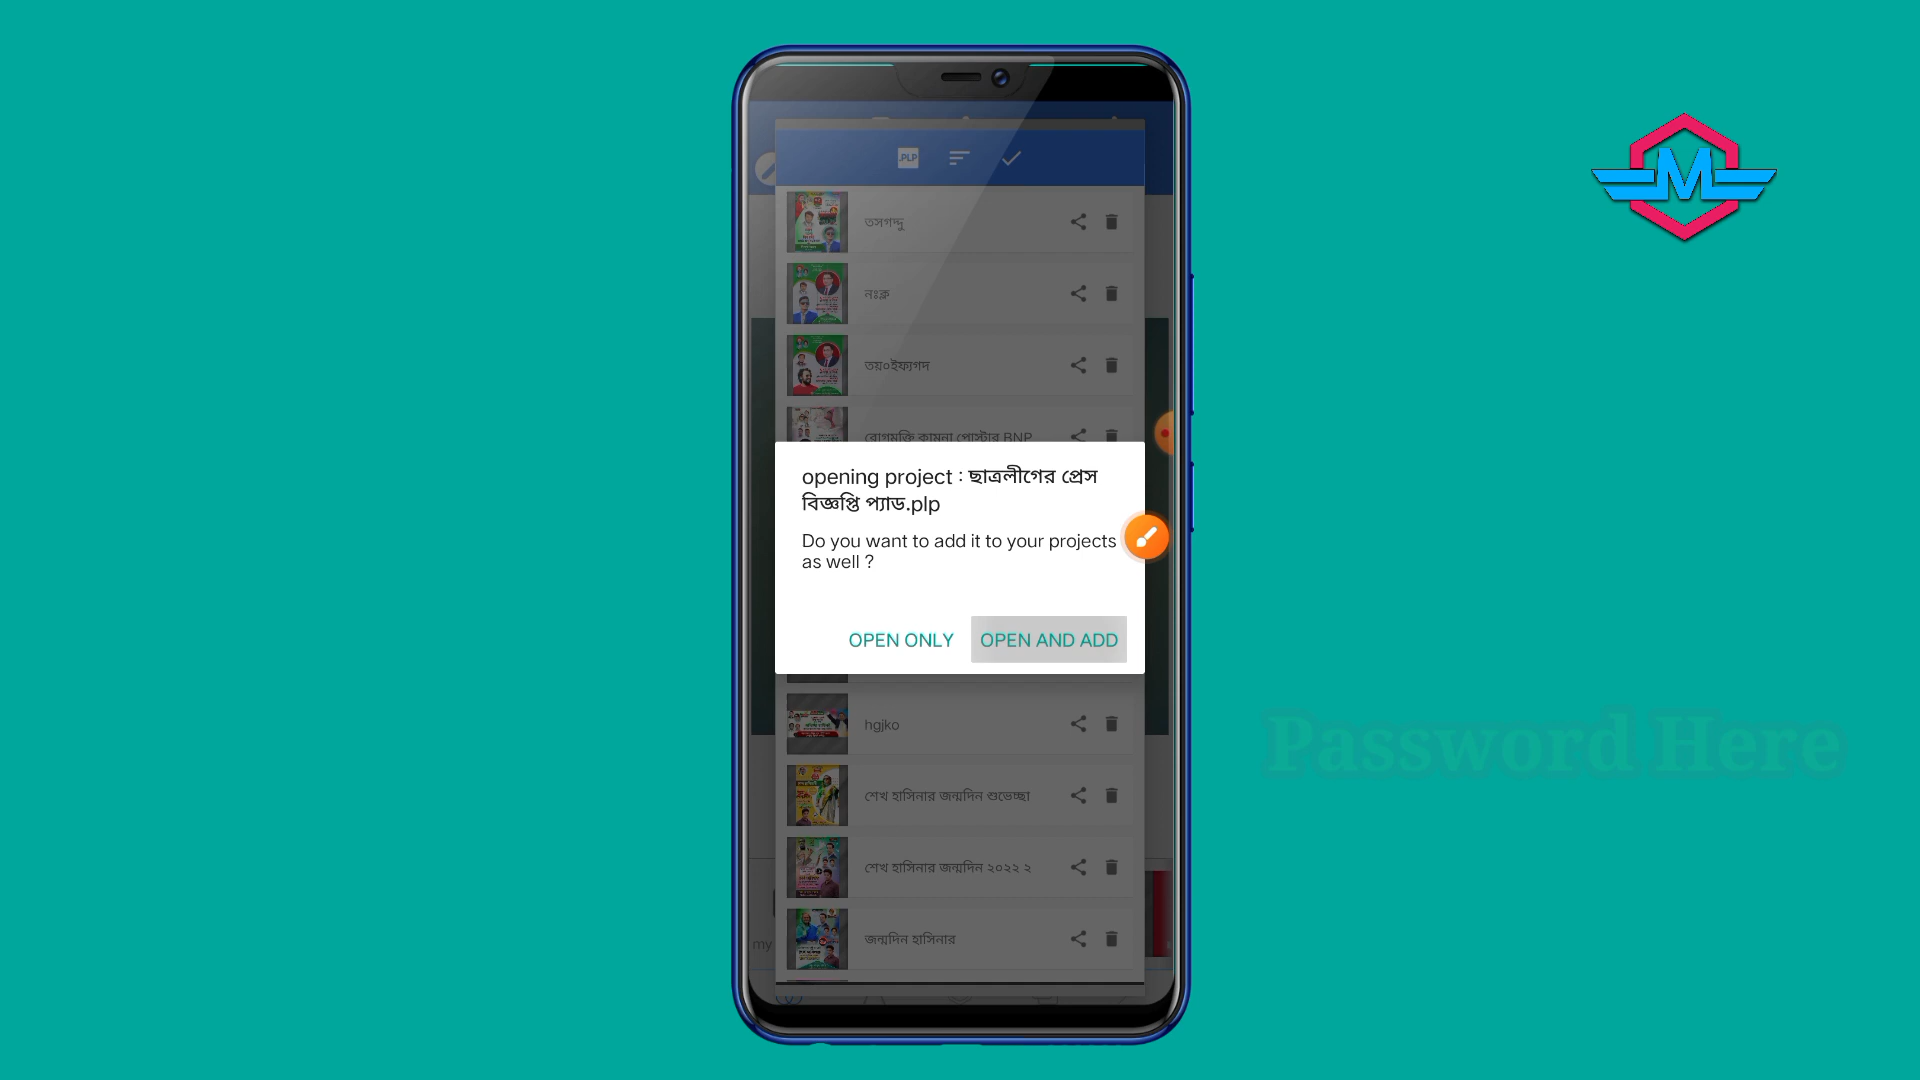 .PLP
তসগদ্দু
নঃক্ল
তয়০ইফ্যগদ
রোগমুক্তি কামনা পোস্টার BNP
opening project : ছাত্রলীগের প্রেস
বিজ্ঞপ্তি প্যাড.plp
Do you want to add it to your projects
as well ?
OPEN ONLY OPEN AND ADD
hgjko
শেখ হাসিনার জন্মদিন শুভেচ্ছা
শেখ হাসিনার জন্মদিন ২০২২ ২
জন্মদিন হাসিনার
my
M
Password Here